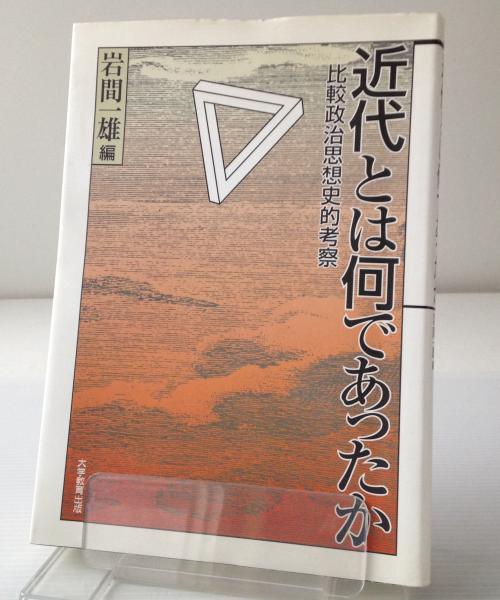 近代とは何であったか
比較政治思想史的考察
岩間一雄 編
大学教育出版